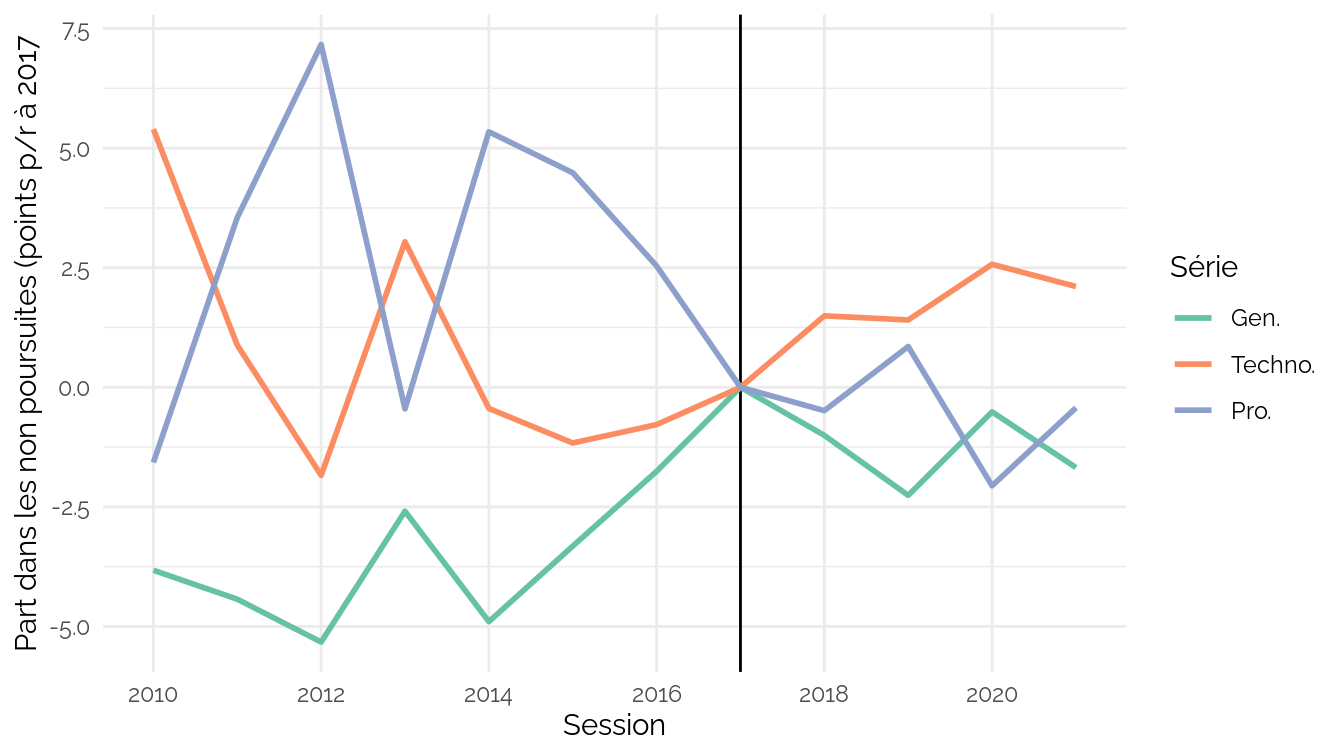 Part dans les non poursuites (points p/r à 2017
7.5
5.0
2.5
0.0
-2.5
-5.0
2010
2012
2014
2016
2018
2020
Session
Série
Gen.
Techno.
Pro.